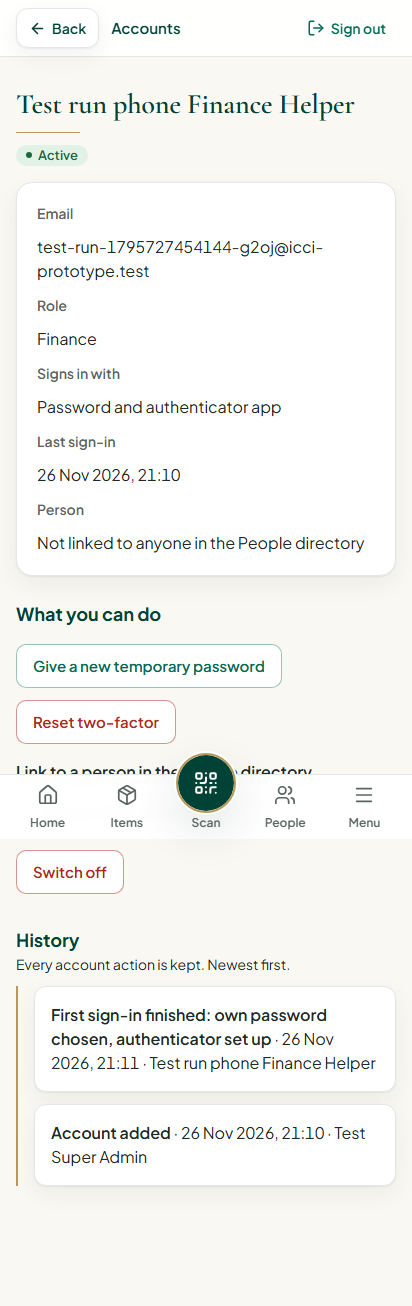 Back
Accounts
Sign out
Test run phone Finance Helper
Active
Email
test-run-1795727454144-g2oj@icci-
prototype.test
Role
Finance
Signs in with
Password and authenticator app
Last sign-in
26 Nov 2026, 21:10
Person
Not linked to anyone in the People directory
What you can do
Give a new temporary password
Reset two-factor
Link to a person in the directory
Home
Items
Scan
People
Menu
Switch off
History
Every account action is kept. Newest first.
First sign-in finished: own password
chosen, authenticator set up · 26 Nov
2026, 21:11 · Test run phone Finance Helper
Account added · 26 Nov 2026, 21:10 · Test
Super Admin